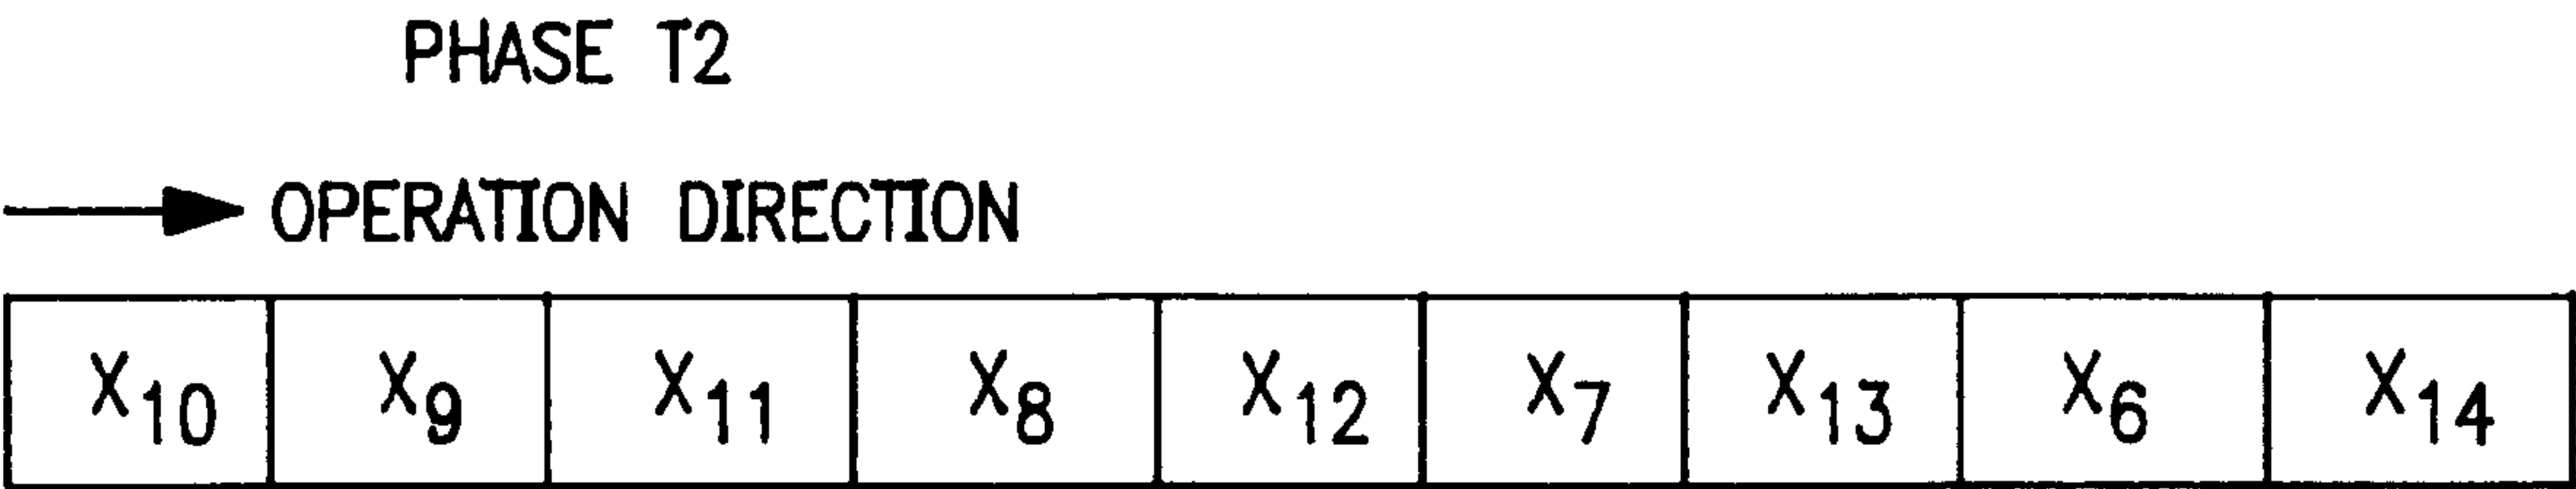 PHASE T2
OPERATION DIRECTION
X10 X9 X11 X8 X12 X7 X13 X6 X14